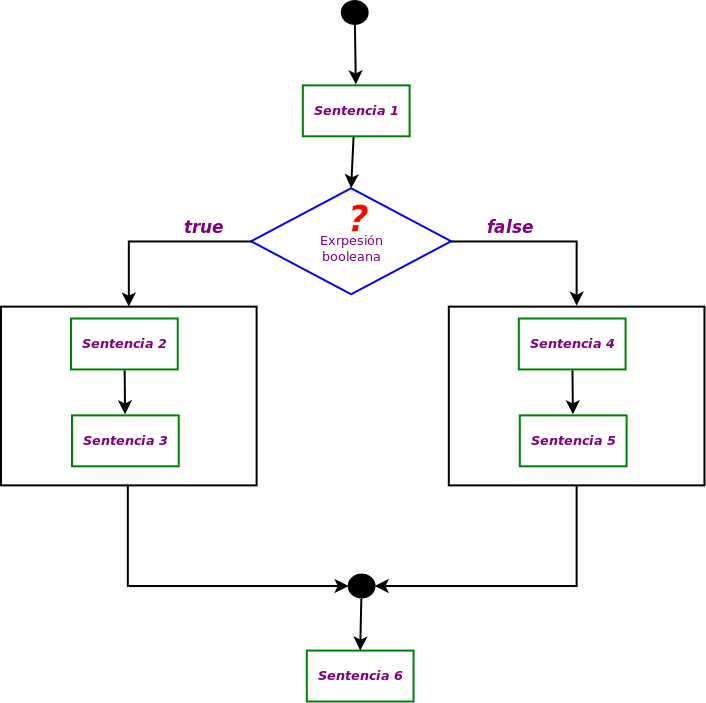 Sentencia 1
?
true
false
Exrpesión
booleana
Sentencia 2
Sentencia 4
Sentencia 3
Sentencia 5
Sentencia 6